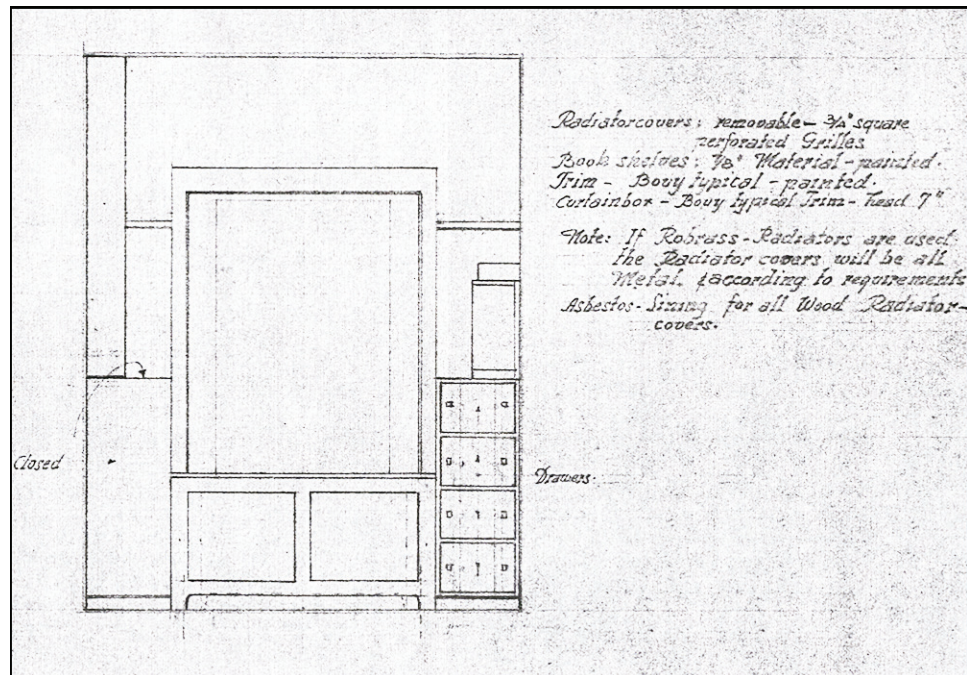 Radiatorcovers: removable - 3/4" square
perforated Grilles
Book shelves: 7/8" Material - painted.
Trim - Bovy typical - painted.
Curtainbox - Bovy typical Trim - head 7"
Note: If Robrass - Radiators are used
the Radiator covers will be all
Metal & according to requirements
Asbestos - Lining for all Wood Radiator-
covers.
Closed
Drawers.